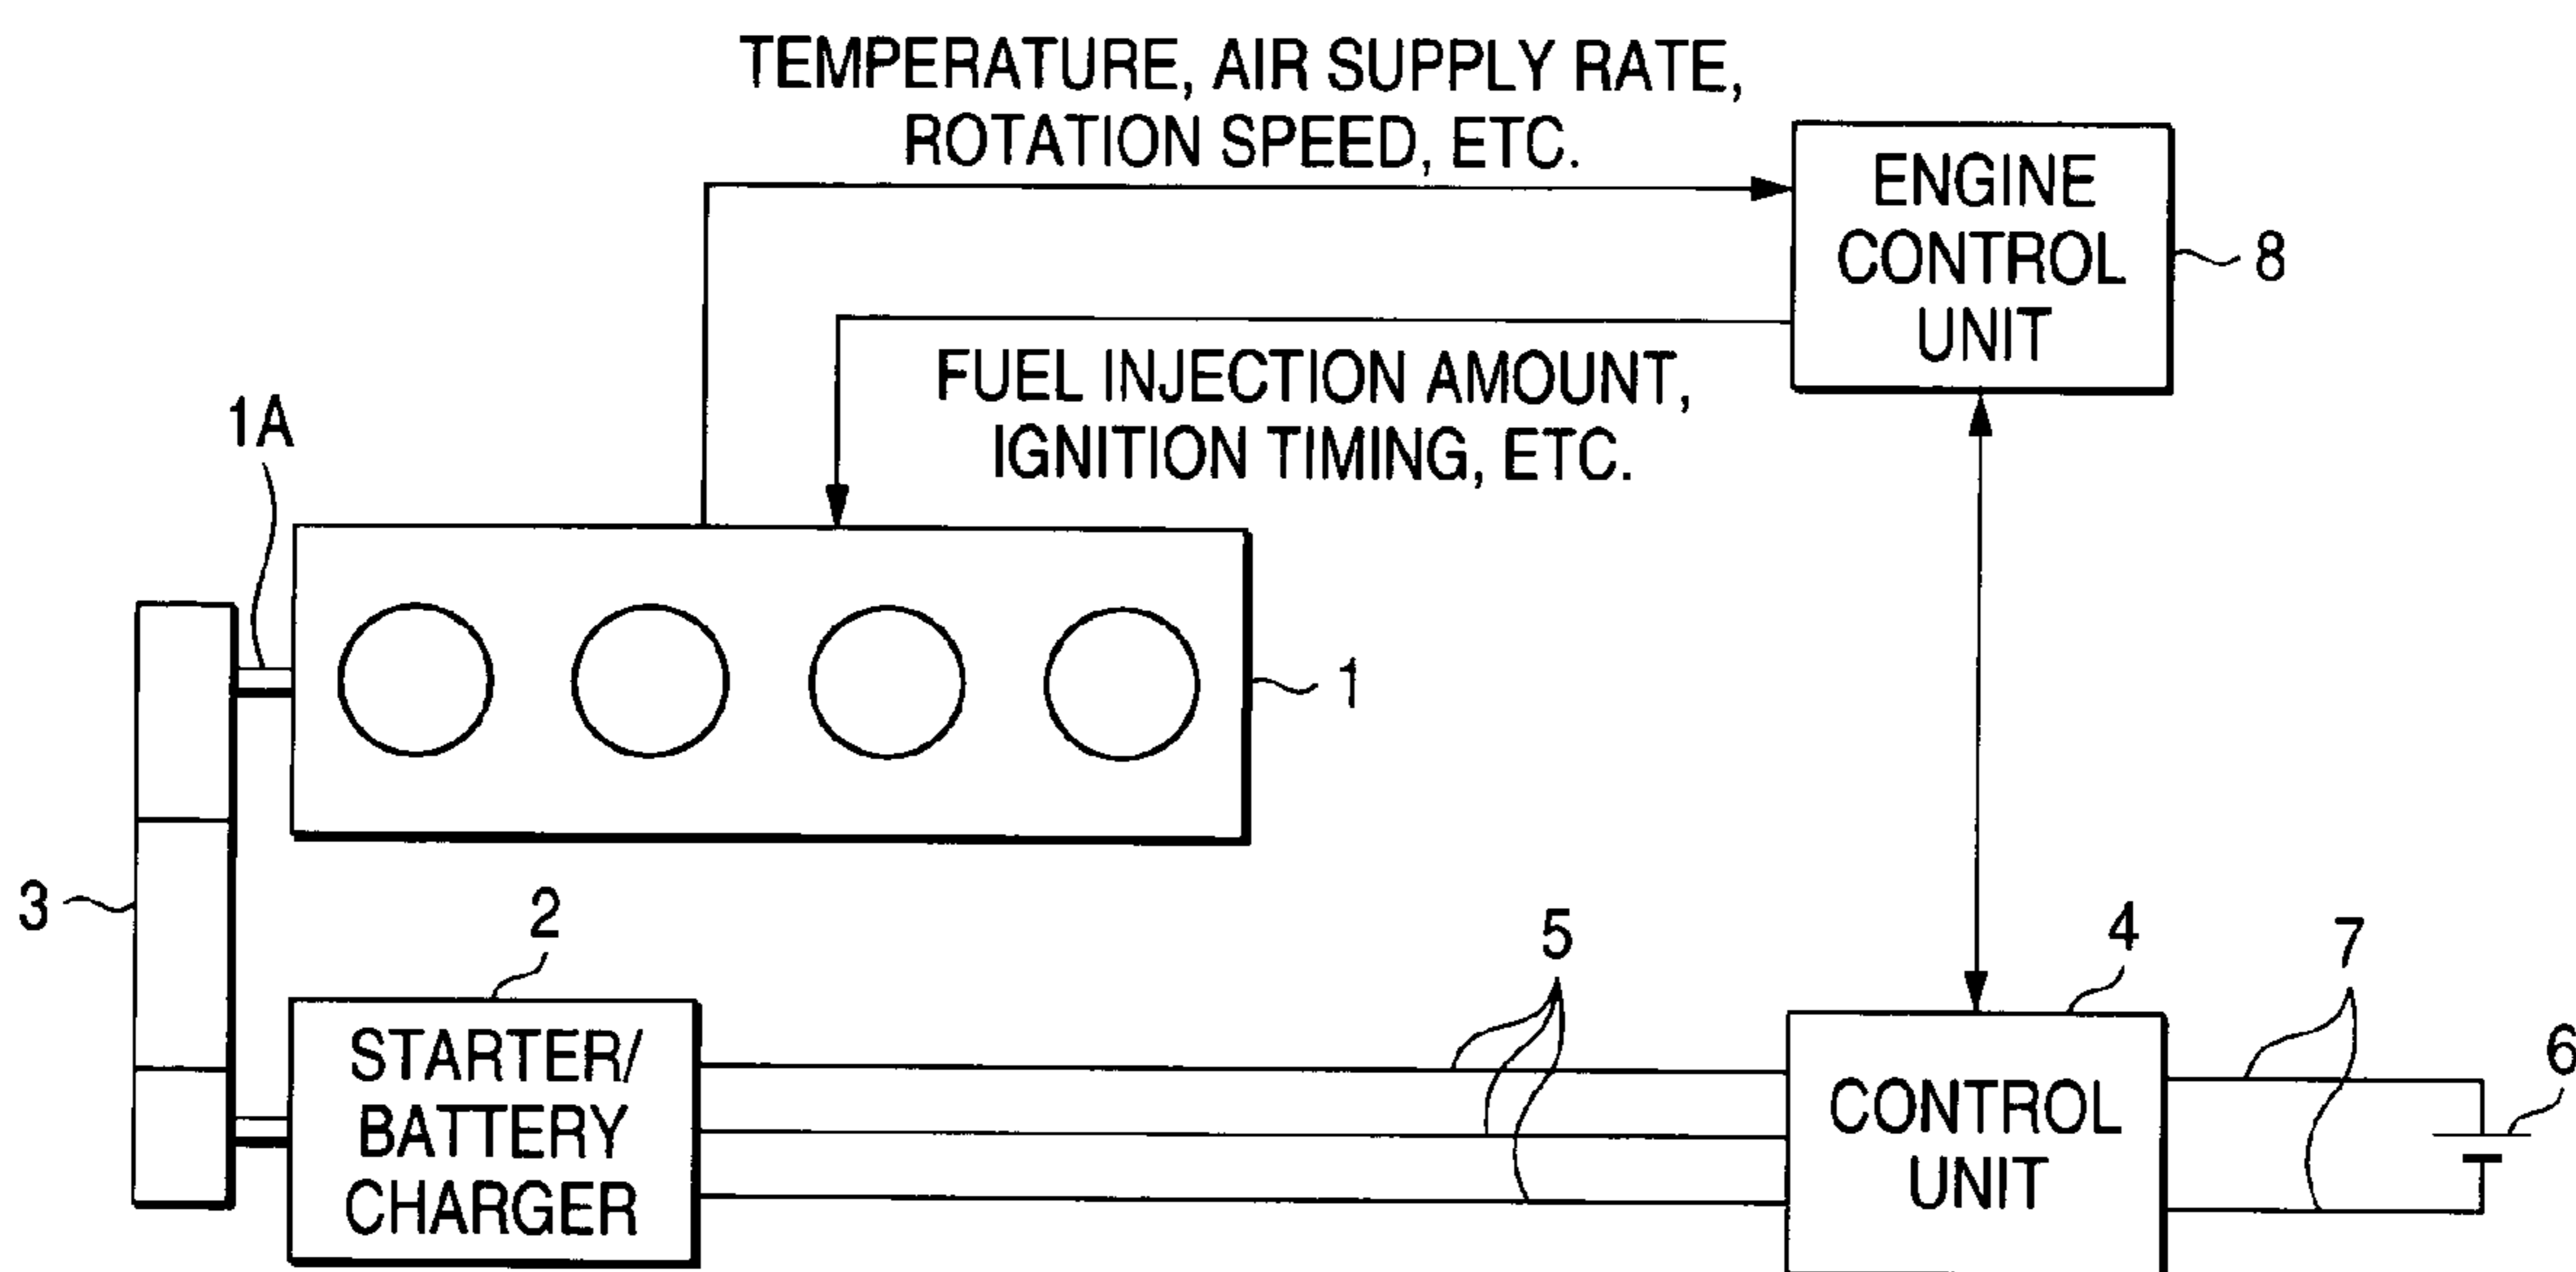 TEMPERATURE, AIR SUPPLY RATE,
ROTATION SPEED, ETC.
ENGINE
CONTROL
UNIT
8
FUEL INJECTION AMOUNT,
IGNITION TIMING, ETC.
1A
1
3
2
STARTER/
BATTERY
CHARGER
5
4
CONTROL
UNIT
7
6